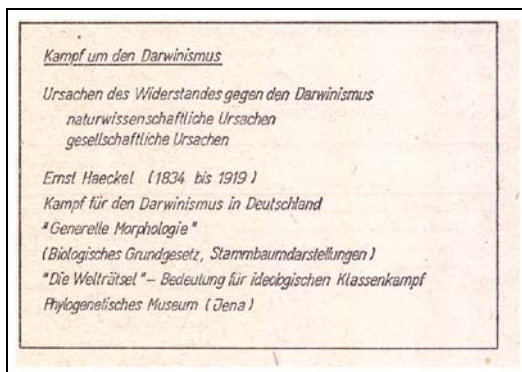 Kampf um den Darwinismus
Ursachen des Widerstandes gegen den Darwinismus
naturwissenschaftliche Ursachen
gesellschaftliche Ursachen
Ernst Haeckel (1834 bis 1919)
Kampf für den Darwinismus in Deutschland
"Generelle Morphologie"
(Biologisches Grundgesetz, Stammbaumdarstellungen)
"Die Welträtsel" – Bedeutung für ideologischen Klassenkampf
Phylogenetisches Museum (Jena)